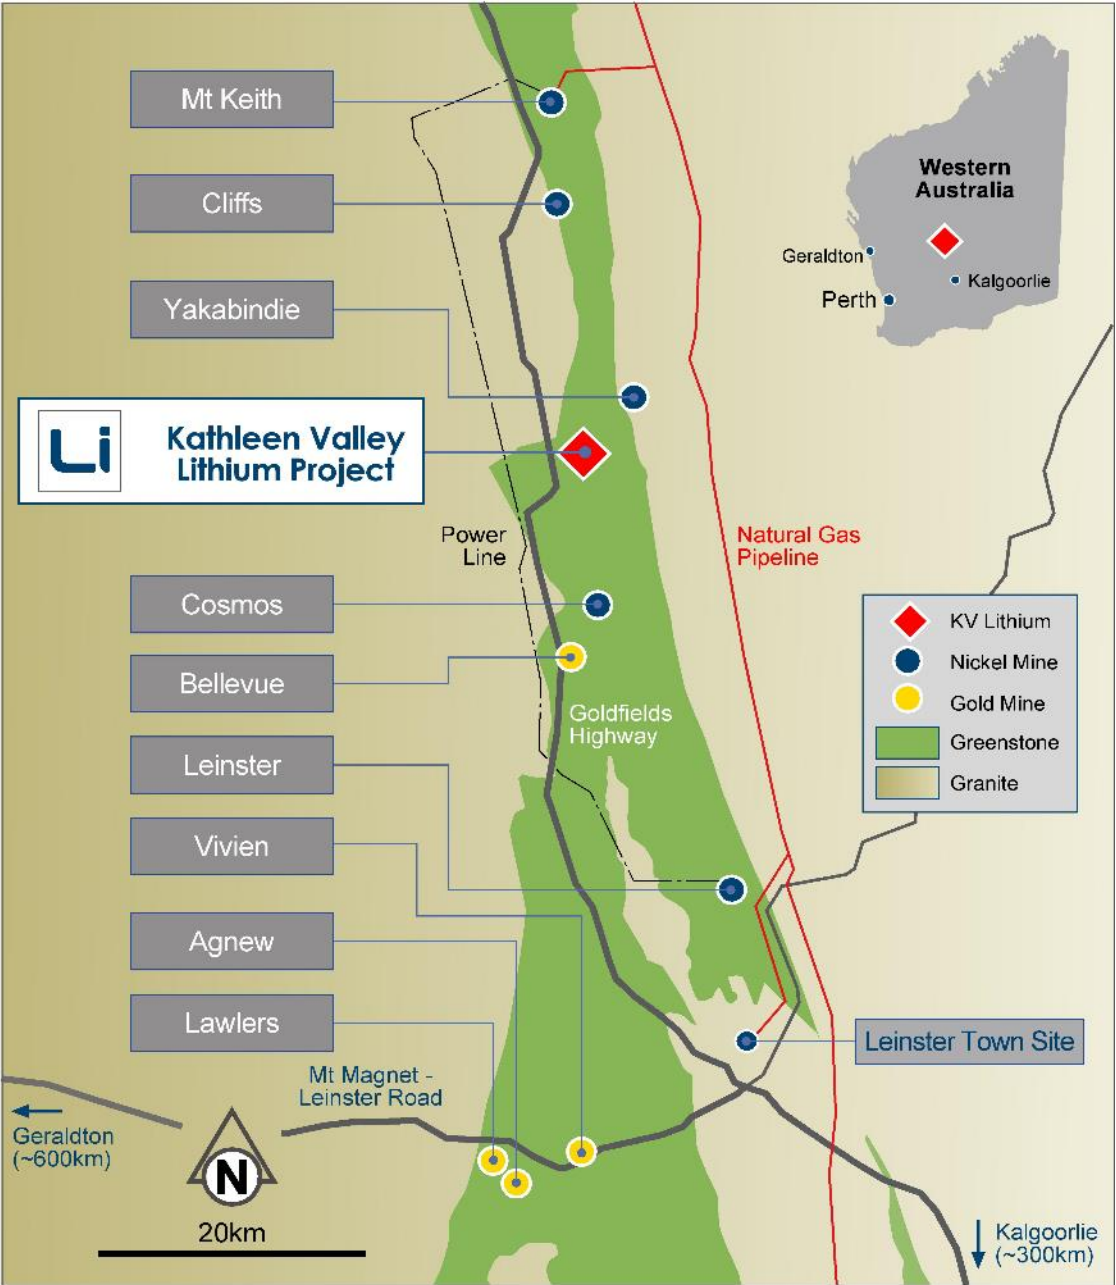 Mt Keith
Cliffs
Yakabindie
Li
Kathleen Valley
Lithium Project
Cosmos
Bellevue
Leinster
Vivien
Agnew
Lawlers
Power
Line
Goldfields
Highway
Natural Gas
Pipeline
Western
Australia
Geraldton
Kalgoorlie
Perth
KV Lithium
Nickel Mine
Gold Mine
Greenstone
Granite
Leinster Town Site
Mt Magnet -
Leinster Road
Geraldton
(~600km)
N
20km
Kalgoorlie
(~300km)